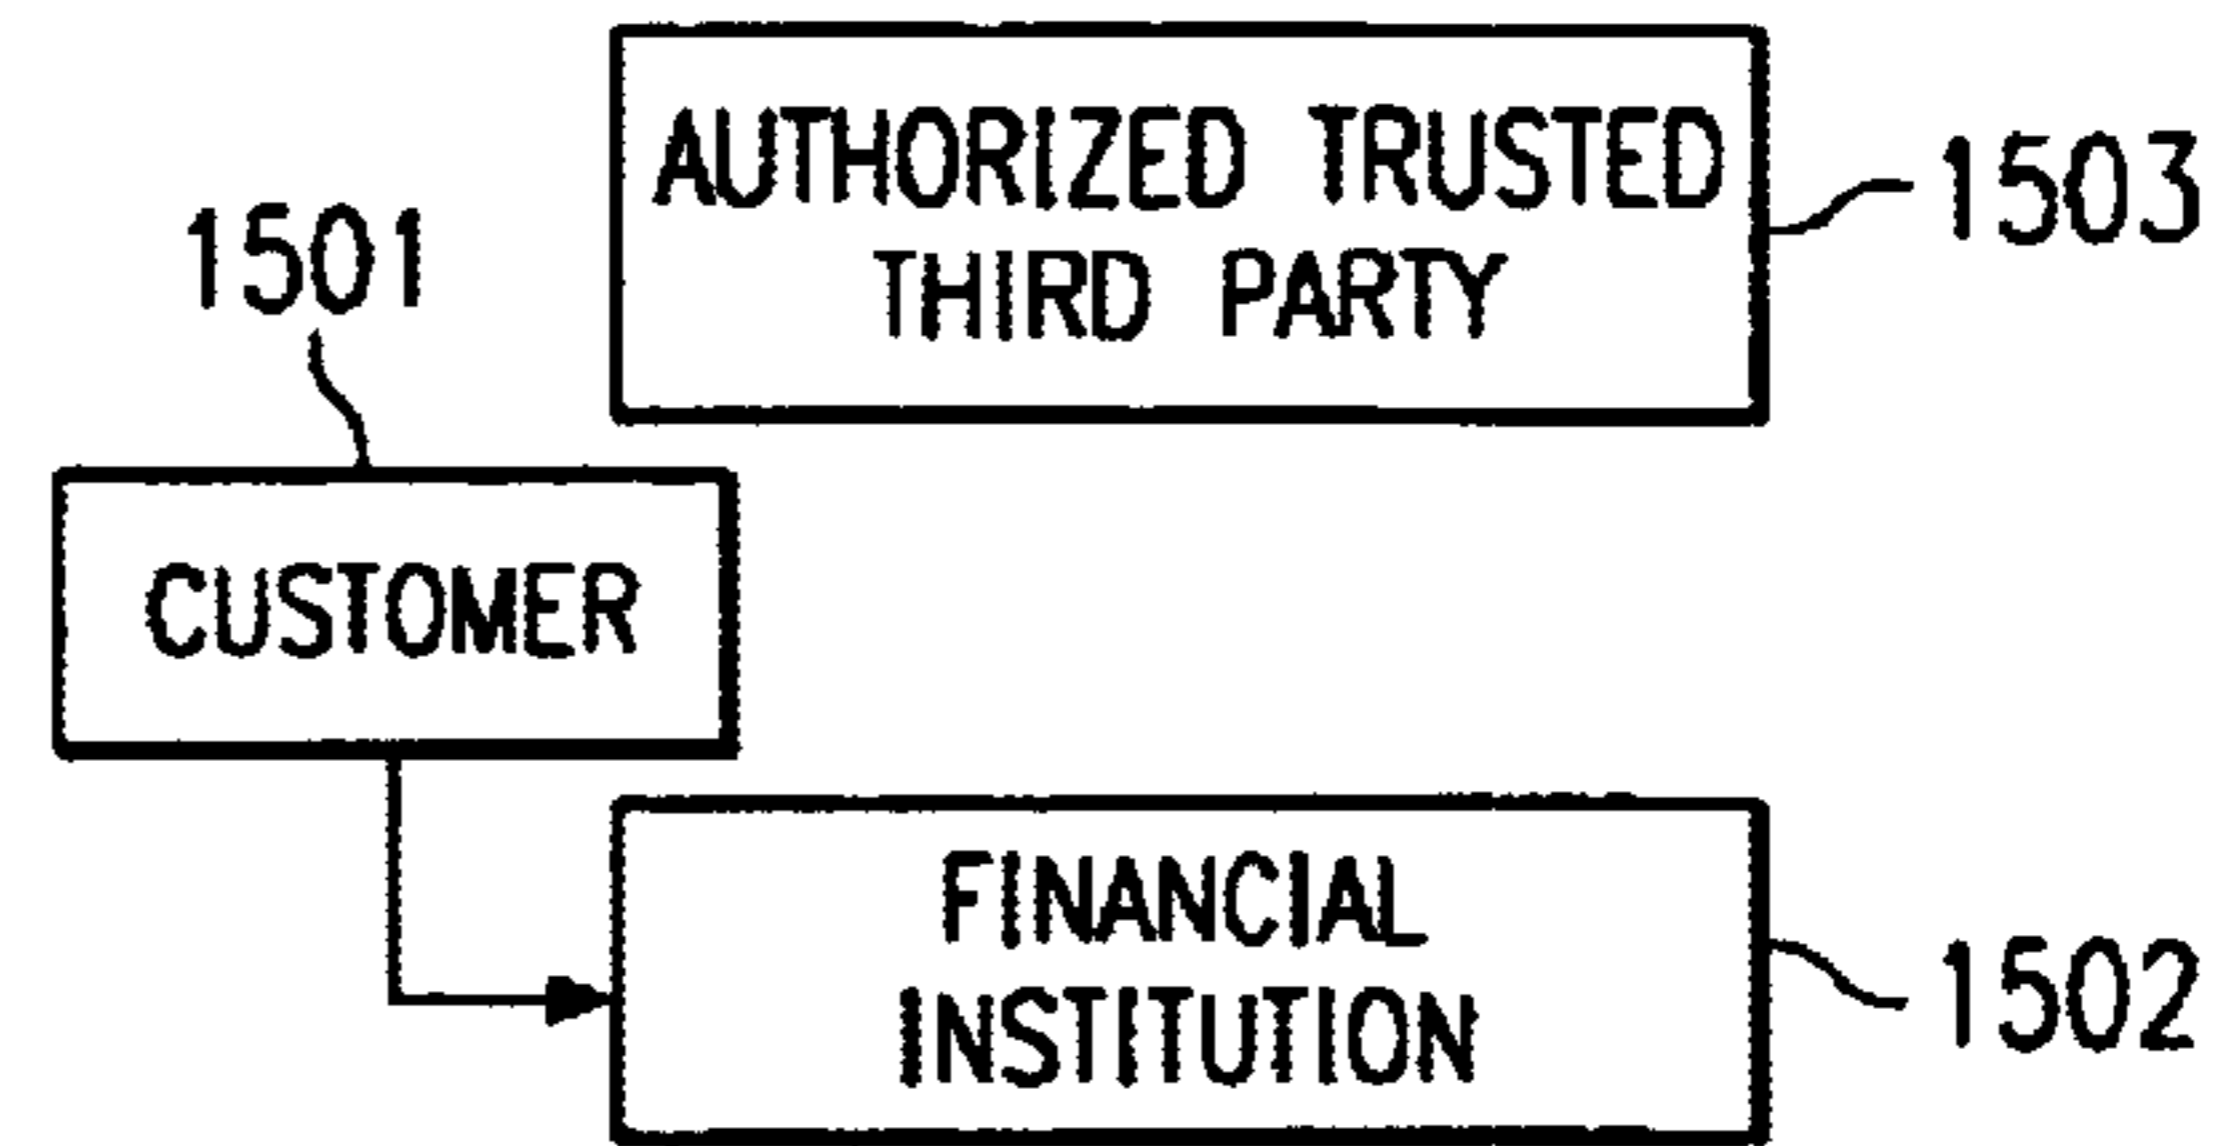 AUTHORIZED TRUSTED
THIRD PARTY
1503
1501
CUSTOMER
FINANCIAL
INSTITUTION
1502